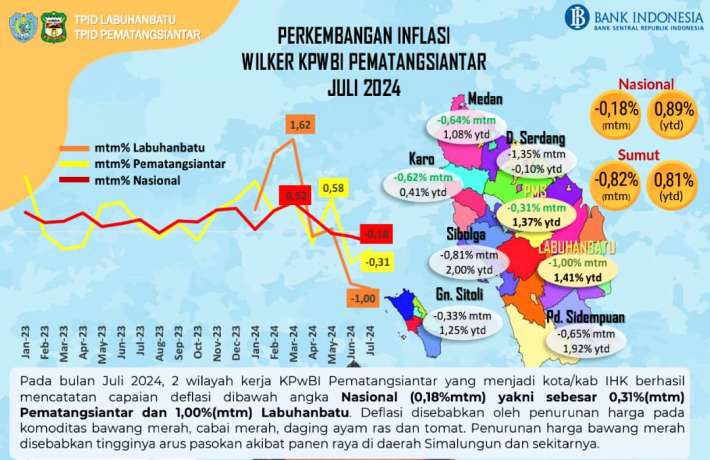 TPID LABUHANBATU
TPID PEMATANGSIANTAR
BANK INDONESIA
BANK SENTRAL REPUBLIK INDONESIA
PERKEMBANGAN INFLASI
WILKER KPWBI PEMATANGSIANTAR
JULI 2024
Nasional
-0,18%
(mtm)
0,89%
(ytd)
Sumut
-0,82%
(mtm)
0,81%
(ytd)
mtm% Labuhanbatu
mtm% Pematangsiantar
mtm% Nasional
1,62
0,52
0,58
-0,18
-0,31
-1,00
Medan
-0,64% mtm
1,08% ytd
D. Serdang
-1,35% mtm
-0,10% ytd
Karo
-0,62% mtm
0,41% ytd
PMS
-0,31% mtm
1,37% ytd
Sibolga
-0,81% mtm
2,00% ytd
LABUHANBATU
-1,00% mtm
1,41% ytd
Gn. Sitoli
-0,33% mtm
1,25% ytd
Pd. Sidempuan
-0,65% mtm
1,92% ytd
Jan-23
Feb-23
Mar-23
Apr-23
May-23
Jun-23
Jul-23
Aug-23
Sep-23
Oct-23
Nov-23
Dec-23
Jan-24
Feb-24
Mar-24
Apr-24
May-24
Jun-24
Jul-24
Pada bulan Juli 2024, 2 wilayah kerja KPwBI Pematangsiantar yang menjadi kota/kab IHK berhasil
mencatatan capaian deflasi dibawah angka Nasional (0,18%mtm) yakni sebesar 0,31%(mtm)
Pematangsiantar dan 1,00%(mtm) Labuhanbatu. Deflasi disebabkan oleh penurunan harga pada
komoditas bawang merah, cabai merah, daging ayam ras dan tomat. Penurunan harga bawang merah
disebabkan tingginya arus pasokan akibat panen raya di daerah Simalungun dan sekitarnya.